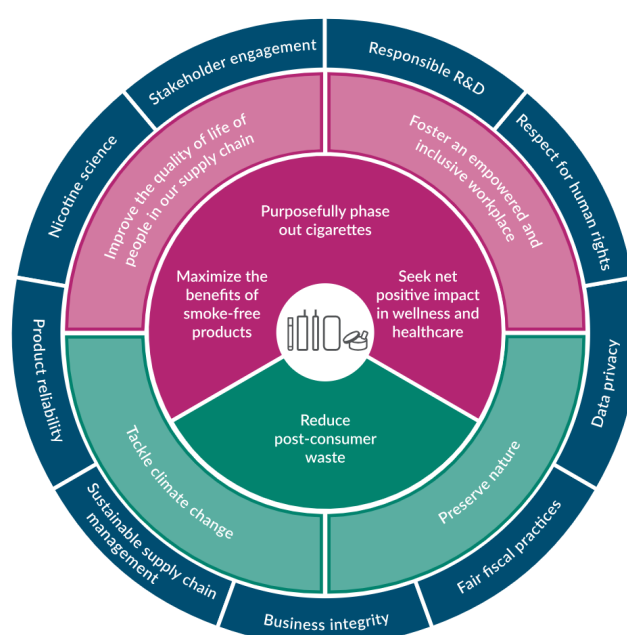 Stakeholder engagement
Responsible R&D
Respect for human rights
Data privacy
Fair fiscal practices
Business integrity
Sustainable supply chain
management
Product reliability
Nicotine science
Improve the quality of life of
people in our supply chain
Foster an empowered and
inclusive workplace
Preserve nature
Tackle climate change
Purposefully phase
out cigarettes
Maximize the
benefits of
smoke-free
products
Seek net
positive impact
in wellness and
healthcare
Reduce
post-consumer
waste